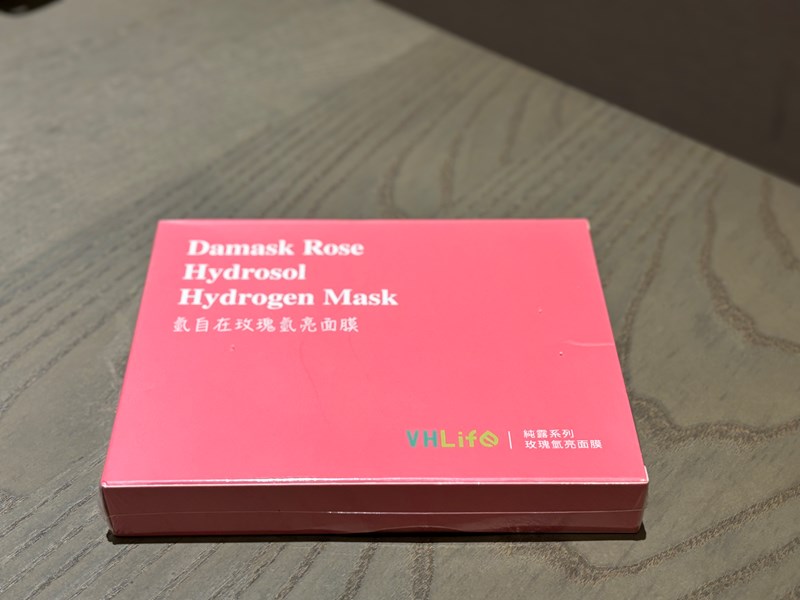 Damask Rose
Hydrosol
Hydrogen Mask
氫自在玫瑰氫亮面膜
VHLife
純露系列
玫瑰氫亮面膜